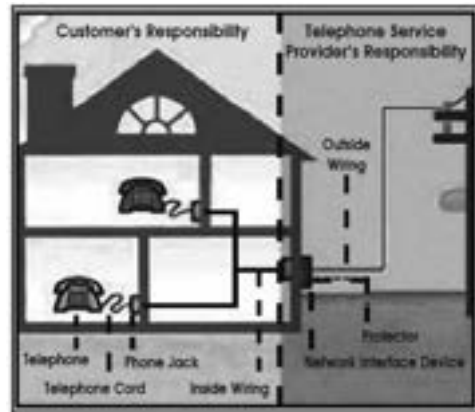 Customer's Responsibility
Telephone Service
Provider's Responsibility
Outside
Wiring
Protector
Telephone
Phone Jack
Network Interface Device
Telephone Cord
Inside Wiring